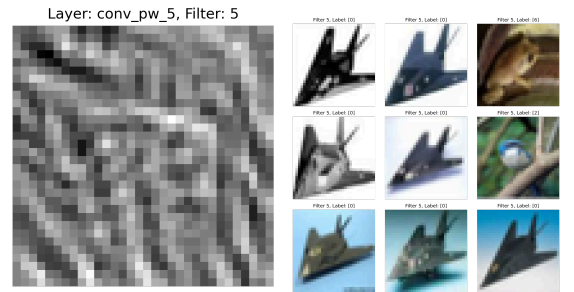 Layer: conv_pw_5, Filter: 5
Filter 5, Label: [0]
Filter 5, Label: [0]
Filter 5, Label: [6]
Filter 5, Label: [0]
Filter 5, Label: [0]
Filter 5, Label: [2]
Filter 5, Label: [0]
Filter 5, Label: [0]
Filter 5, Label: [0]